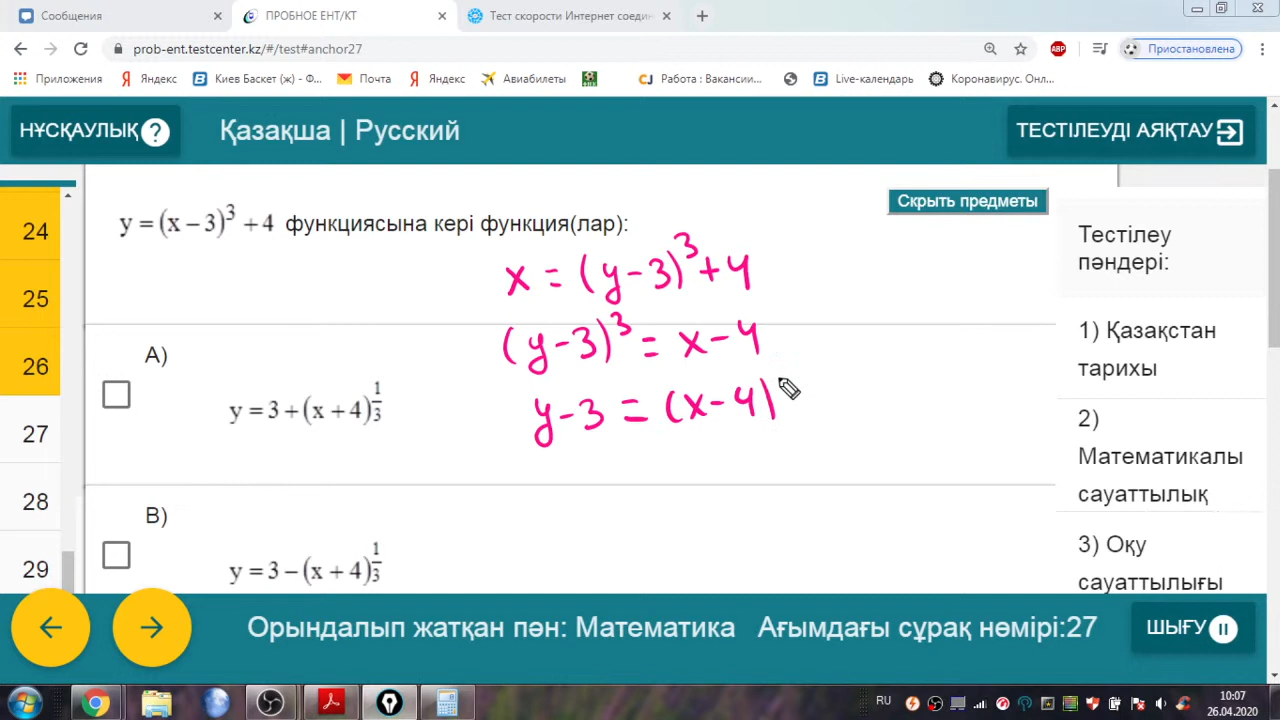 Сообщения
ПРОБНОЕ ЕНТ/КТ
Тест скорости Интернет соедин
prob-ent.testcenter.kz/#/test#anchor27
ABP
Приостановлена
Приложения
Яндекс
Киев Баскет (ж) - Ф...
Почта
Яндекс
Авиабилеты
Работа : Вакансии...
Live-календарь
Коронавирус. Онл...
НҰСҚАУЛЫҚ ?
Қазақша | Русский
ТЕСТІЛЕУДІ АЯҚТАУ
24
25
26
27
28
29
y = (x − 3)³ + 4 функциясына кері функция(лар):
Скрыть предметы
x = (y-3)³+4
(y-3)³ = x-4
y-3 = (x-4)
A)
y = 3 + (x + 4)^(1/3)
B)
y = 3 − (x + 4)^(1/3)
Тестілеу
пәндері:
1) Қазақстан
тарихы
2)
Математикалы
сауаттылық
3) Оқу
сауаттылығы
Орындалып жатқан пән: Математика Ағымдағы сұрақ нөмірі:27
ШЫҒУ
RU
10:07
26.04.2020